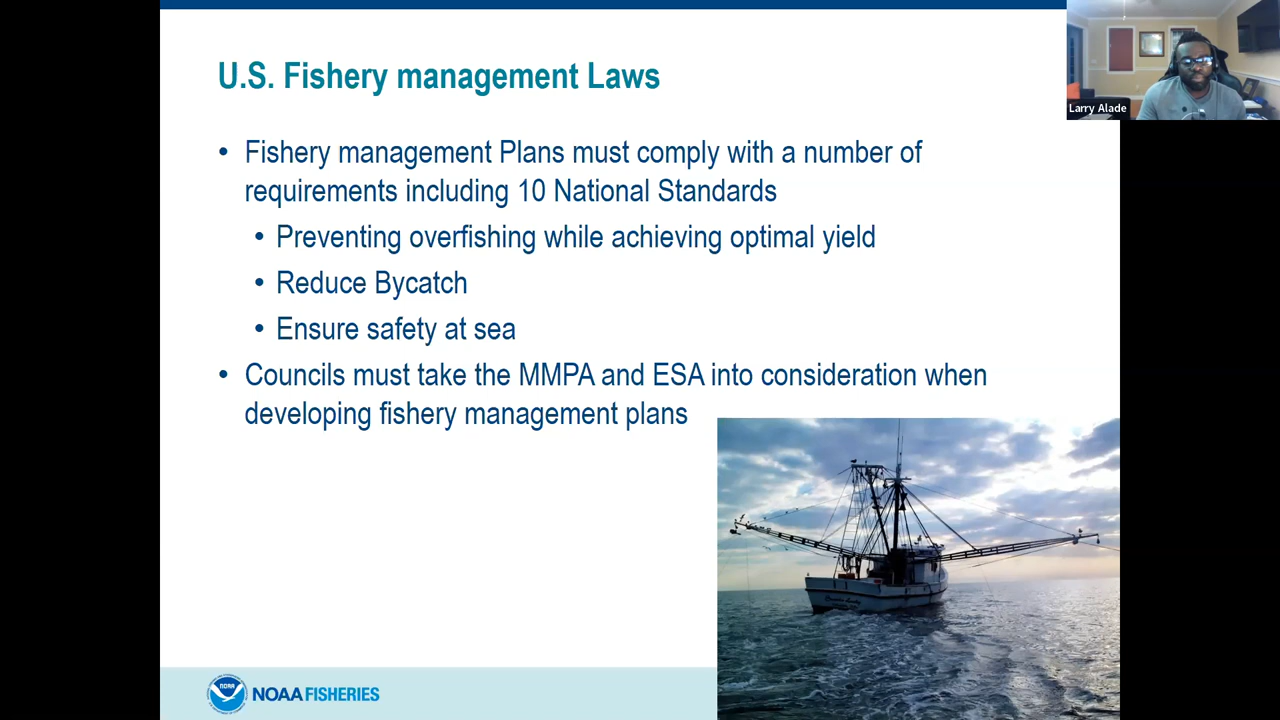 U.S. Fishery management Laws
Larry Alade
• Fishery management Plans must comply with a number of
requirements including 10 National Standards
• Preventing overfishing while achieving optimal yield
• Reduce Bycatch
• Ensure safety at sea
• Councils must take the MMPA and ESA into consideration when
developing fishery management plans
NOAA
NOAA FISHERIES